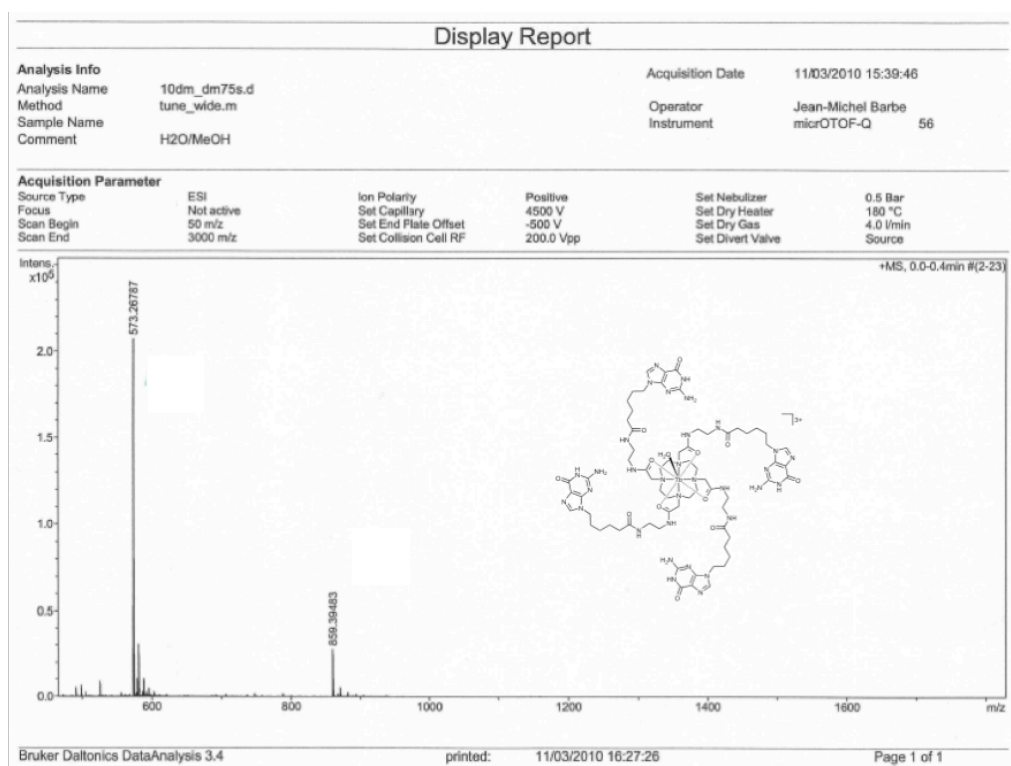 Display Report
Analysis Info
Acquisition Date 11/03/2010 15:39:46
Analysis Name 10dm_dm75s.d
Method tune_wide.m
Operator Jean-Michel Barbe
Sample Name
Instrument micrOTOF-Q 56
Comment H2O/MeOH
Acquisition Parameter
Source Type ESI Ion Polarity Positive Set Nebulizer 0.5 Bar
Focus Not active Set Capillary 4500 V Set Dry Heater 180 °C
Scan Begin 50 m/z Set End Plate Offset -500 V Set Dry Gas 4.0 l/min
Scan End 3000 m/z Set Collision Cell RF 200.0 Vpp Set Divert Valve Source
Intens.
x10⁵
+MS, 0.0-0.4min #(2-23)
573.26787
2.0
1.5
1.0
0.5
859.39483
0.0
600 800 1000 1200 1400 1600 m/z
Bruker Daltonics DataAnalysis 3.4 printed: 11/03/2010 16:27:26 Page 1 of 1